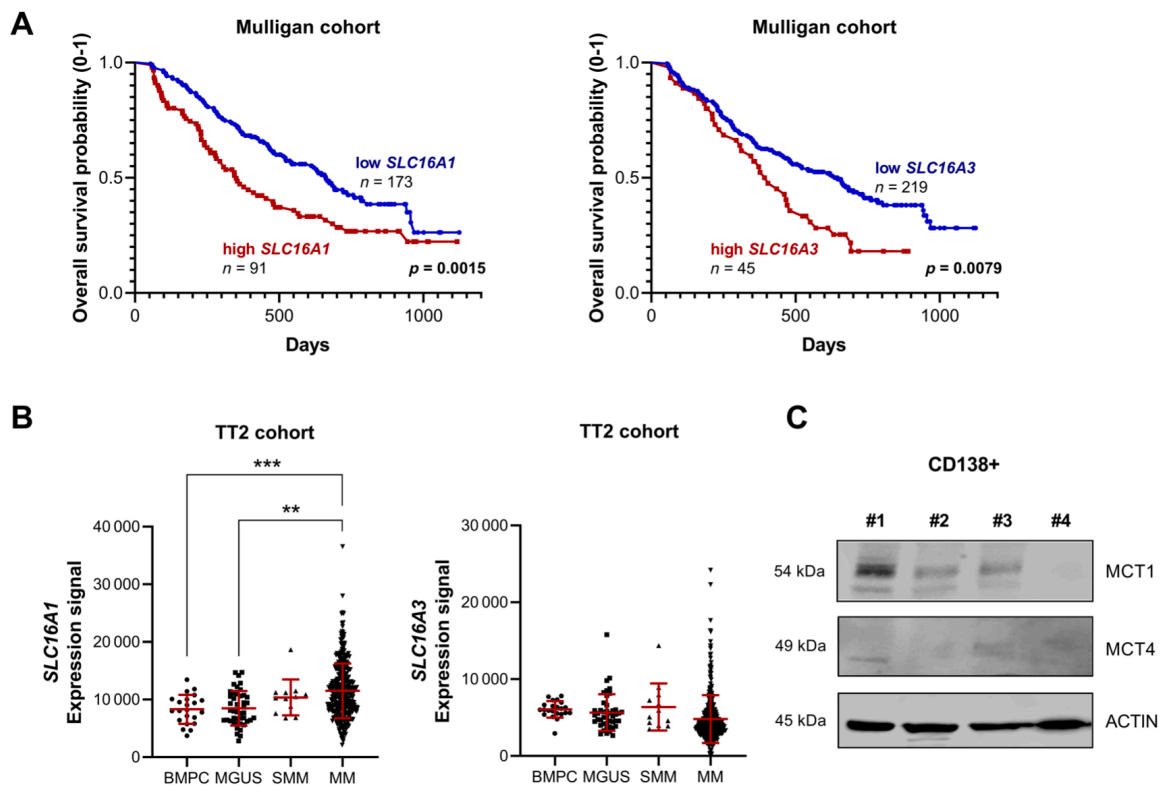 A
Mulligan cohort
Overall survival probability (0-1)
1.0
0.5
0.0
0
500
1000
Days
low SLC16A1
n = 173
high SLC16A1
n = 91
p = 0.0015
Mulligan cohort
Overall survival probability (0-1)
1.0
0.5
0.0
0
500
1000
Days
low SLC16A3
n = 219
high SLC16A3
n = 45
p = 0.0079
B
TT2 cohort
***
**
SLC16A1
Expression signal
40 000
30 000
20 000
10 000
0
BMPC MGUS SMM MM
TT2 cohort
SLC16A3
Expression signal
30 000
20 000
10 000
0
BMPC MGUS SMM MM
C
CD138+
#1 #2 #3 #4
54 kDa MCT1
49 kDa MCT4
45 kDa ACTIN